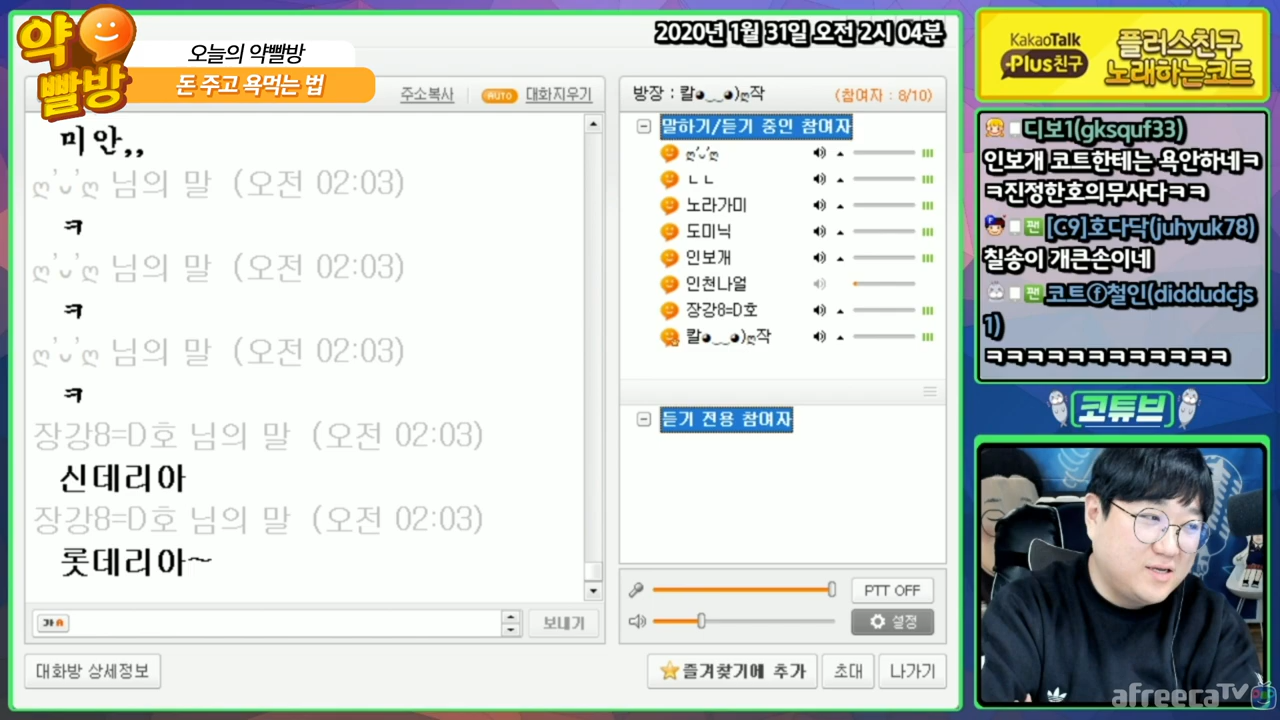 약빨방
오늘의 약빨방
돈 주고 욕먹는 법
2020년 1월 31일 오전 2시 04분
주소복사
AUTO
대화지우기
미안,,
ღ'ᴗ'ღ 님의 말 (오전 02:03)
ㅋ
ღ'ᴗ'ღ 님의 말 (오전 02:03)
ㅋ
ღ'ᴗ'ღ 님의 말 (오전 02:03)
ㅋ
장강8=D호 님의 말 (오전 02:03)
신데리아
장강8=D호 님의 말 (오전 02:03)
롯데리아~
가A
보내기
대화방 상세정보
방장 : 칼◕‿‿◕)ღ작
(참여자 : 8/10)
말하기/듣기 중인 참여자
ღ'ᴗ'ღ
ㄴㄴ
노라가미
도미닉
인보개
인천나얼
장강8=D호
칼◕‿‿◕)ღ작
듣기 전용 참여자
PTT OFF
설정
즐겨찾기에 추가
초대
나가기
KakaoTalk
Plus친구
플러스친구
노래하는코트
디보1(gksquf33)
인보개 코트한테는 욕안하네ㅋ
ㅋ진정한호의무사다ㅋㅋ
팬 [C9]호다닥(juhyuk78)
칠송이 개큰손이네
팬 코트ⓕ철인(diddudcjs
1)
ㅋㅋㅋㅋㅋㅋㅋㅋㅋㅋㅋㅋ
코튜브
afreecaTV